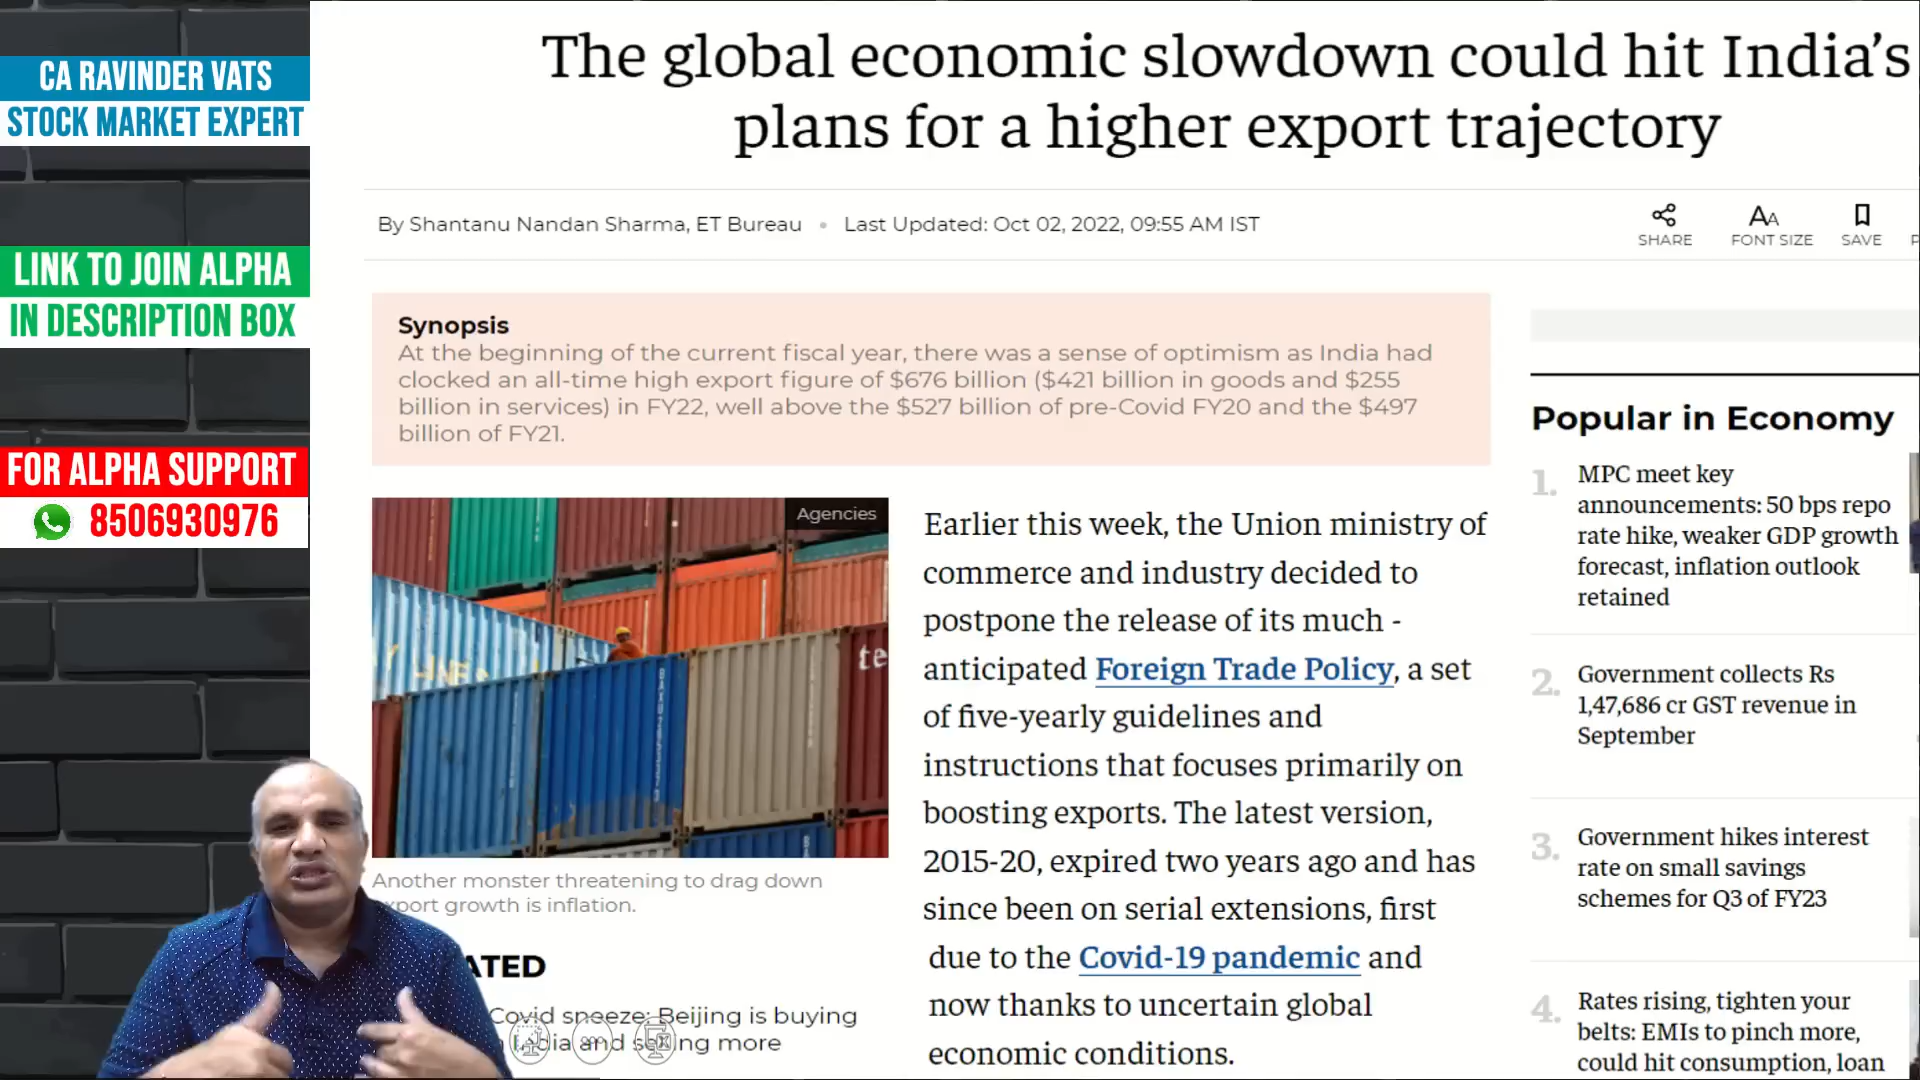 CA RAVINDER VATS
STOCK MARKET EXPERT
LINK TO JOIN ALPHA
IN DESCRIPTION BOX
FOR ALPHA SUPPORT
8506930976
The global economic slowdown could hit India’s
plans for a higher export trajectory
By Shantanu Nandan Sharma, ET Bureau • Last Updated: Oct 02, 2022, 09:55 AM IST
SHARE
FONT SIZE
SAVE
Synopsis
At the beginning of the current fiscal year, there was a sense of optimism as India had
clocked an all-time high export figure of $676 billion ($421 billion in goods and $255
billion in services) in FY22, well above the $527 billion of pre-Covid FY20 and the $497
billion of FY21.
Agencies
Another monster threatening to drag down
export growth is inflation.
ATED
Covid sneeze: Beijing is buying
India and selling more
Earlier this week, the Union ministry of
commerce and industry decided to
postpone the release of its much -
anticipated Foreign Trade Policy, a set
of five-yearly guidelines and
instructions that focuses primarily on
boosting exports. The latest version,
2015-20, expired two years ago and has
since been on serial extensions, first
due to the Covid-19 pandemic and
now thanks to uncertain global
economic conditions.
Popular in Economy
1. MPC meet key
announcements: 50 bps repo
rate hike, weaker GDP growth
forecast, inflation outlook
retained
2. Government collects Rs
1,47,686 cr GST revenue in
September
3. Government hikes interest
rate on small savings
schemes for Q3 of FY23
4. Rates rising, tighten your
belts: EMIs to pinch more,
could hit consumption, loan